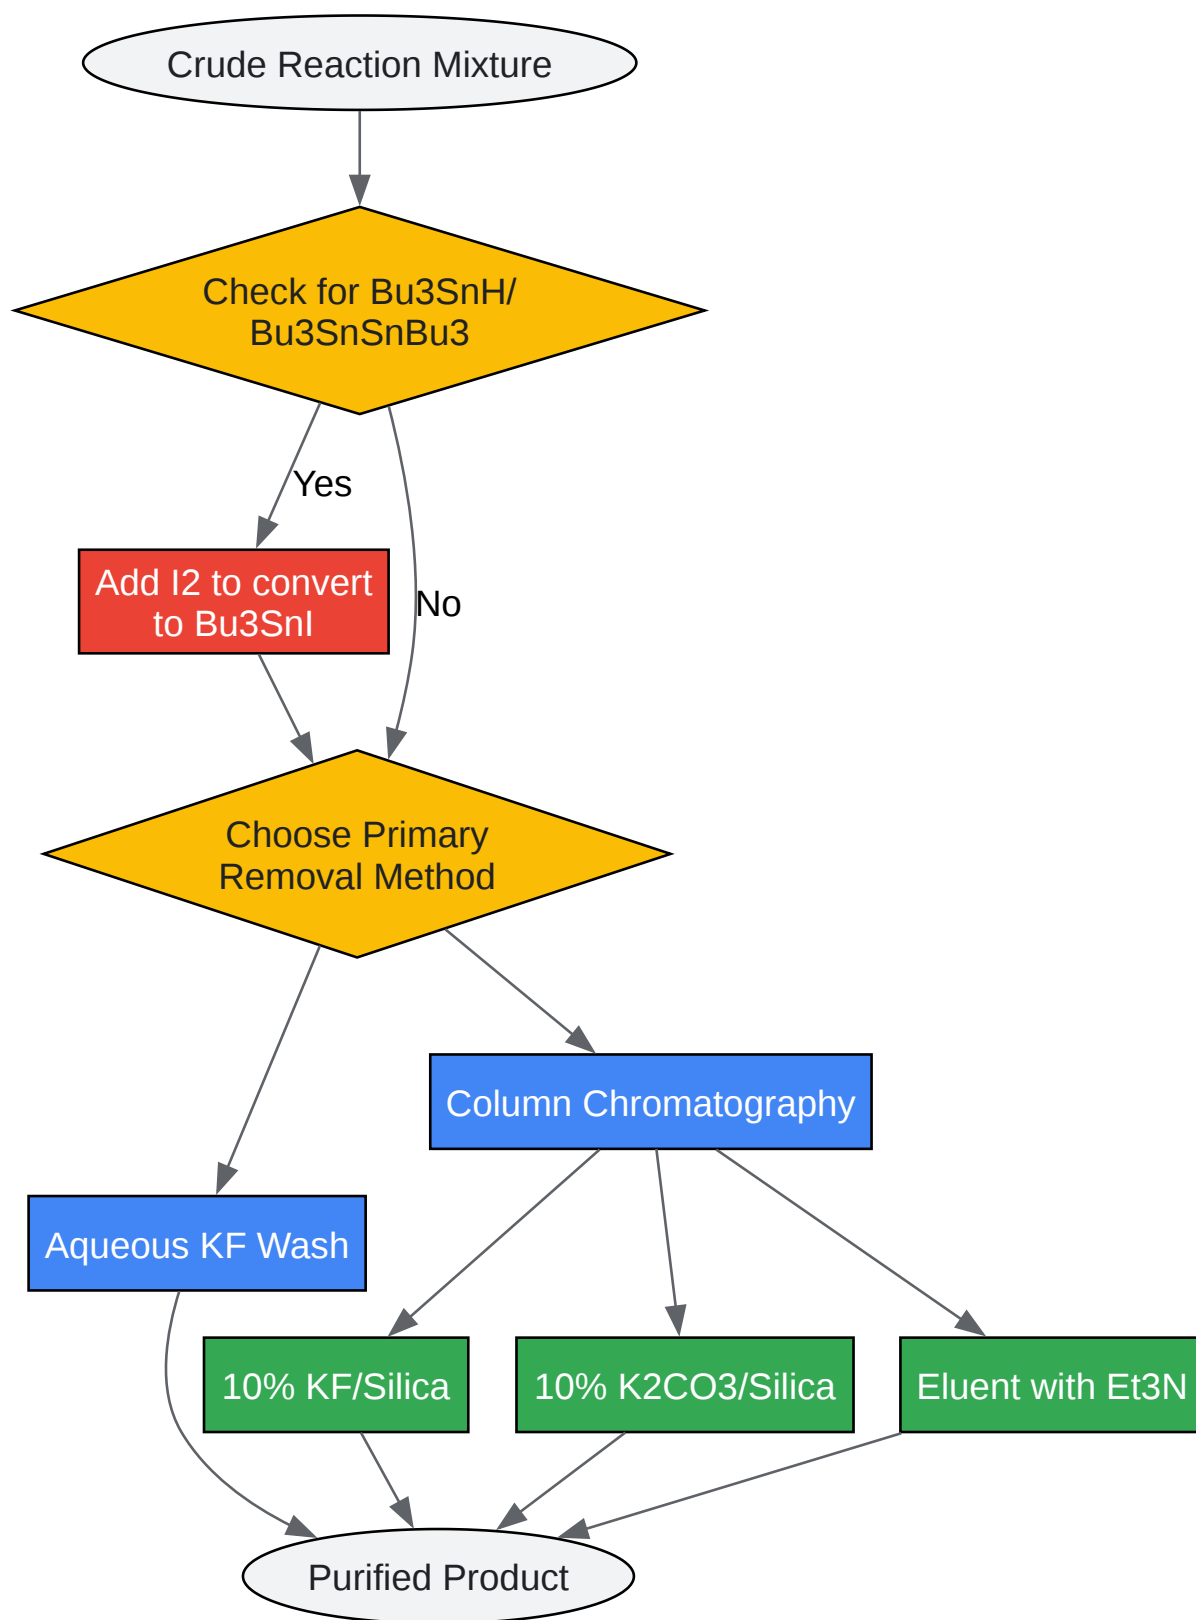 Crude Reaction Mixture
Check for Bu3SnH/
Bu3SnSnBu3
Yes
Add I2 to convert
to Bu3SnI
No
Choose Primary
Removal Method
Column Chromatography
Aqueous KF Wash
10% KF/Silica
10% K2CO3/Silica
Eluent with Et3N
Purified Product